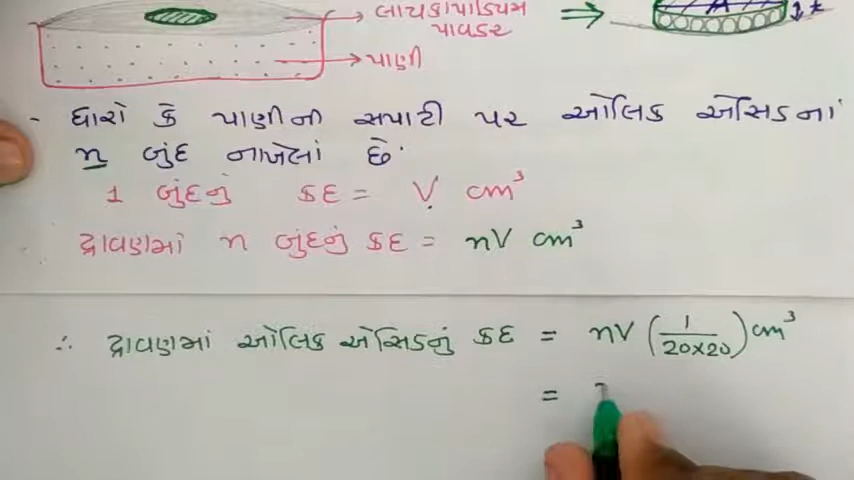 લાયકોપોડિયમ
પાવડર
પાણી
A
t
- ધારો કે પાણીની સપાટી પર ઓલિક એસિડનાં
n બુંદ નાખેલાં છે.
1 બુંદનું કદ = V cm³
દ્રાવણમાં n બુંદનું કદ = nV cm³
∴ દ્રાવણમાં ઓલિક એસિડનું કદ = nV (1/20×20) cm³
=